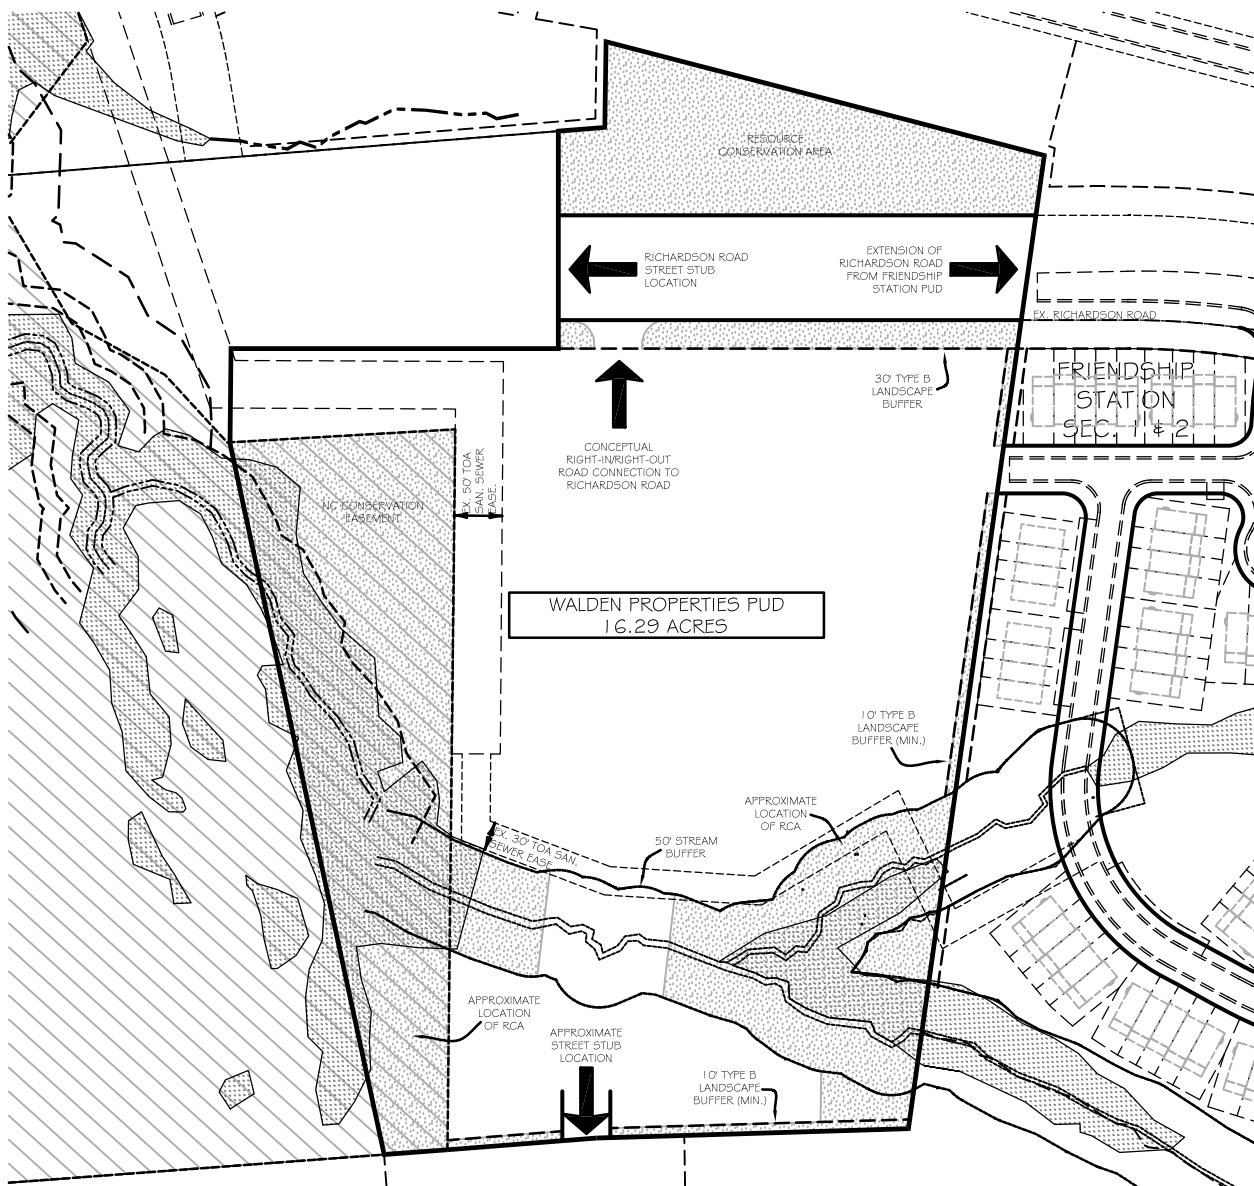 RESOURCE
CONSERVATION AREA
RICHARDSON ROAD
STREET STUB
LOCATION
EXTENSION OF
RICHARDSON ROAD
FROM FRIENDSHIP
STATION PUD
EX. RICHARDSON ROAD
30' TYPE B
LANDSCAPE
BUFFER
FRIENDSHIP
STATION
SEC. 1 & 2
CONCEPTUAL
RIGHT-IN/RIGHT-OUT
ROAD CONNECTION TO
RICHARDSON ROAD
EX. 50' TOA
SAN. SEWER
EASE.
NC CONSERVATION
EASEMENT
WALDEN PROPERTIES PUD
16.29 ACRES
10' TYPE B
LANDSCAPE
BUFFER (MIN.)
APPROXIMATE
LOCATION
OF RCA
50' STREAM
BUFFER
EX. 30' TOA SAN.
SEWER EASE
APPROXIMATE
LOCATION
OF RCA
APPROXIMATE
STREET STUB
LOCATION
10' TYPE B
LANDSCAPE
BUFFER (MIN.)